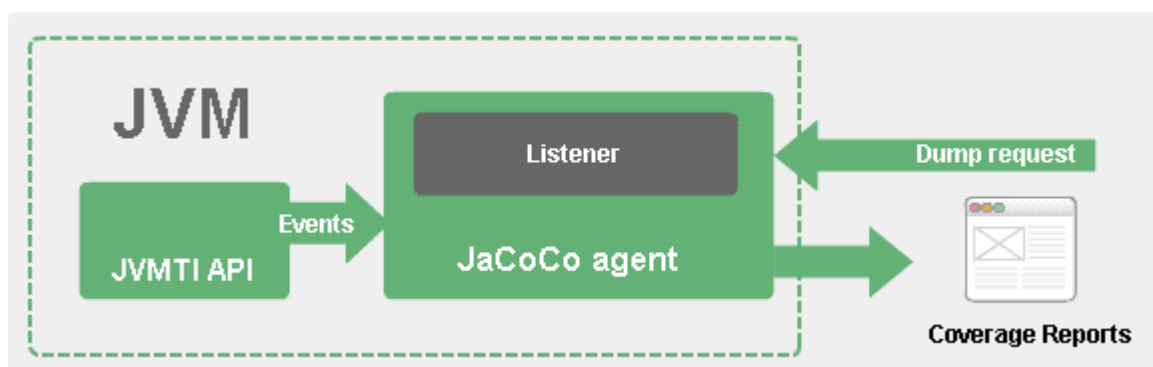 JVM
Listener
Dump request
Events
JVMTI API
JaCoCo agent
Coverage Reports